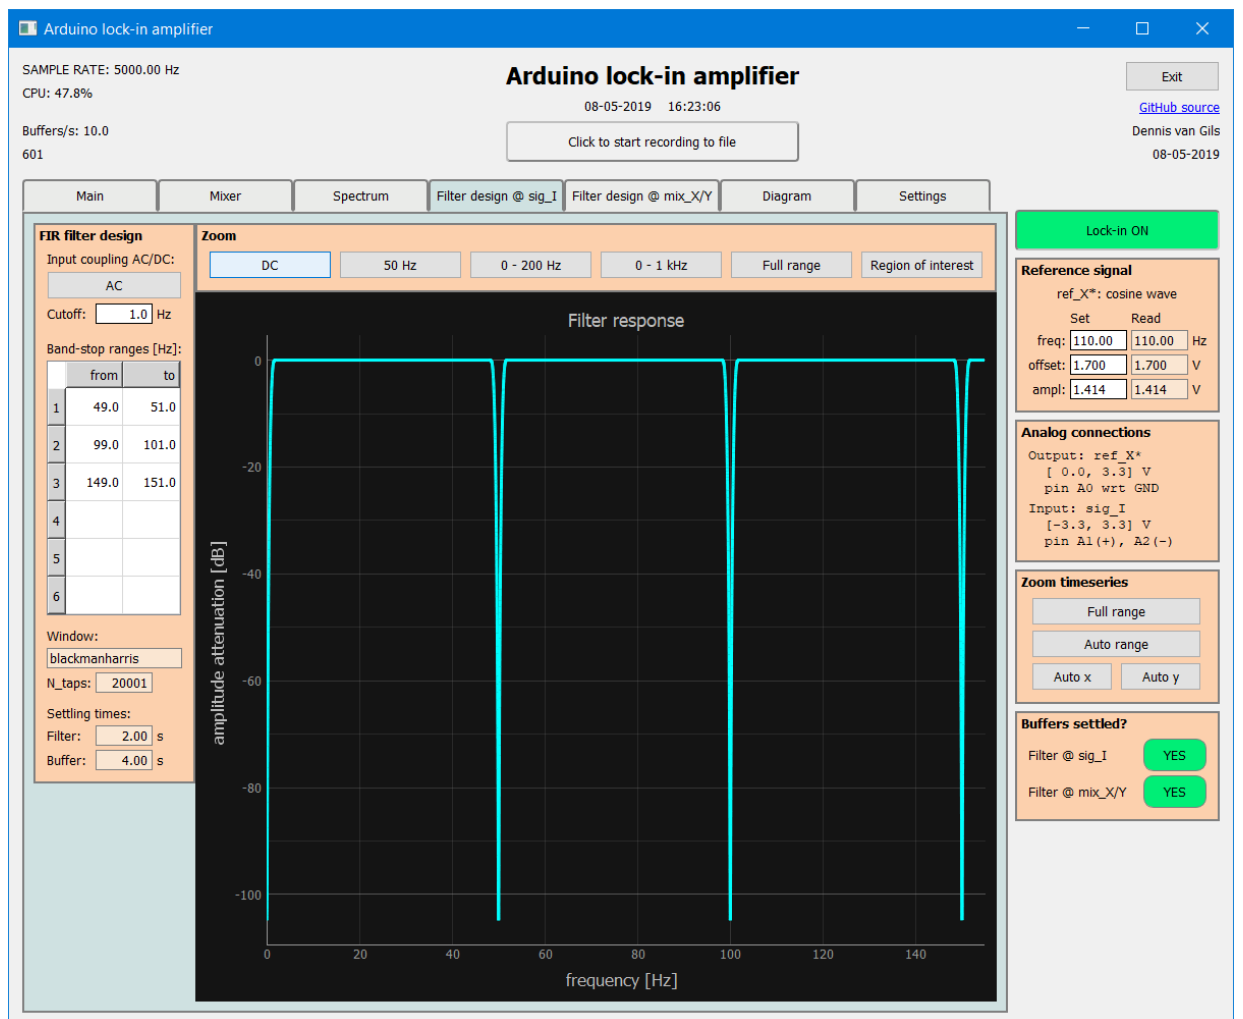 Arduino lock-in amplifier
SAMPLE RATE: 5000.00 Hz
CPU: 47.8%
Buffers/s: 10.0
601
Arduino lock-in amplifier
08-05-2019 16:23:06
Click to start recording to file
Exit
GitHub source
Dennis van Gils
08-05-2019
Main Mixer Spectrum Filter design @ sig_I Filter design @ mix_X/Y Diagram Settings
FIR filter design
Input coupling AC/DC:
AC
Cutoff: 1.0 Hz
Band-stop ranges [Hz]:
from to
1 49.0 51.0
2 99.0 101.0
3 149.0 151.0
4
5
6
Window:
blackmanharris
N_taps: 20001
Settling times:
Filter: 2.00 s
Buffer: 4.00 s
Zoom
DC 50 Hz 0 - 200 Hz 0 - 1 kHz Full range Region of interest
Filter response
amplitude attenuation [dB]
0
-20
-40
-60
-80
-100
0 20 40 60 80 100 120 140
frequency [Hz]
Lock-in ON
Reference signal
ref_X*: cosine wave
Set Read
freq: 110.00 110.00 Hz
offset: 1.700 1.700 V
ampl: 1.414 1.414 V
Analog connections
Output: ref_X*
[ 0.0, 3.3] V
pin A0 wrt GND
Input: sig_I
[-3.3, 3.3] V
pin A1(+), A2(-)
Zoom timeseries
Full range
Auto range
Auto x Auto y
Buffers settled?
Filter @ sig_I YES
Filter @ mix_X/Y YES